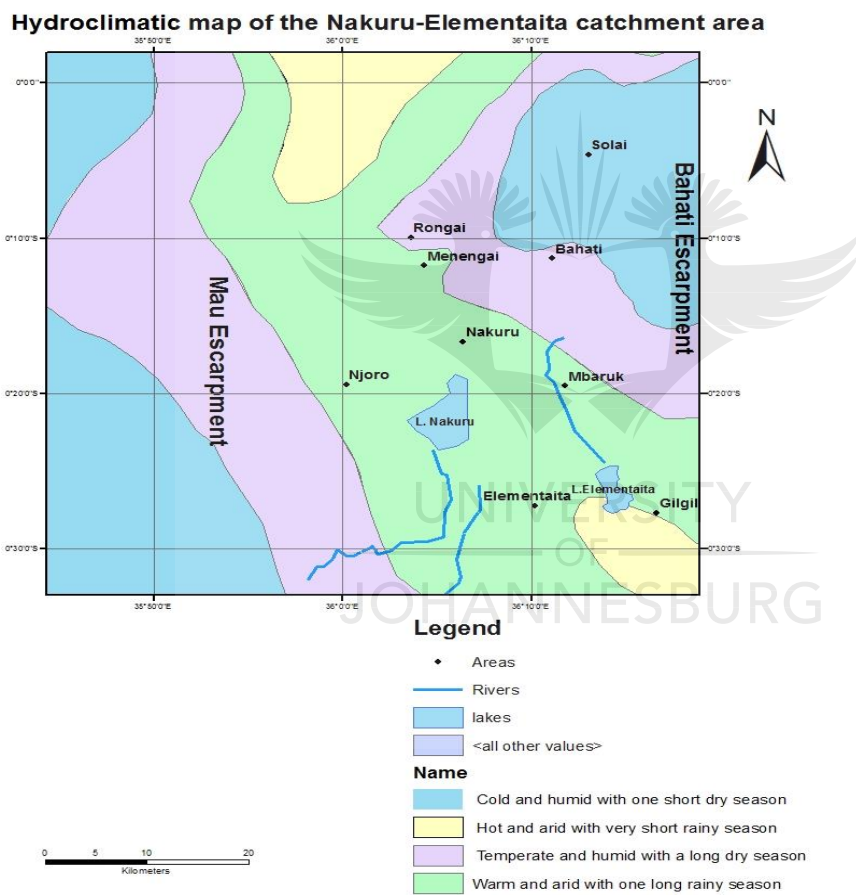 Hydroclimatic map of the Nakuru-Elementaita catchment area
35°50'0"E 36°0'0"E 36°10'0"E
0°0'0" 0°0'0"
N
Solai
Bahati Escarpment
0°10'0"S 0°10'0"S
Rongai
Bahati
Menengai
Mau Escarpment
Nakuru
Njoro
Mbaruk
0°20'0"S 0°20'0"S
L. Nakuru
L.Elementaita
Elementaita
Gilgil
UNIVERSITY
OF
JOHANNESBURG
0°30'0"S 0°30'0"S
35°50'0"E 36°0'0"E 36°10'0"E
Legend
Areas
Rivers
lakes
<all other values>
Name
Cold and humid with one short dry season
Hot and arid with very short rainy season
Temperate and humid with a long dry season
Warm and arid with one long rainy season
0 5 10 20
Kilometers